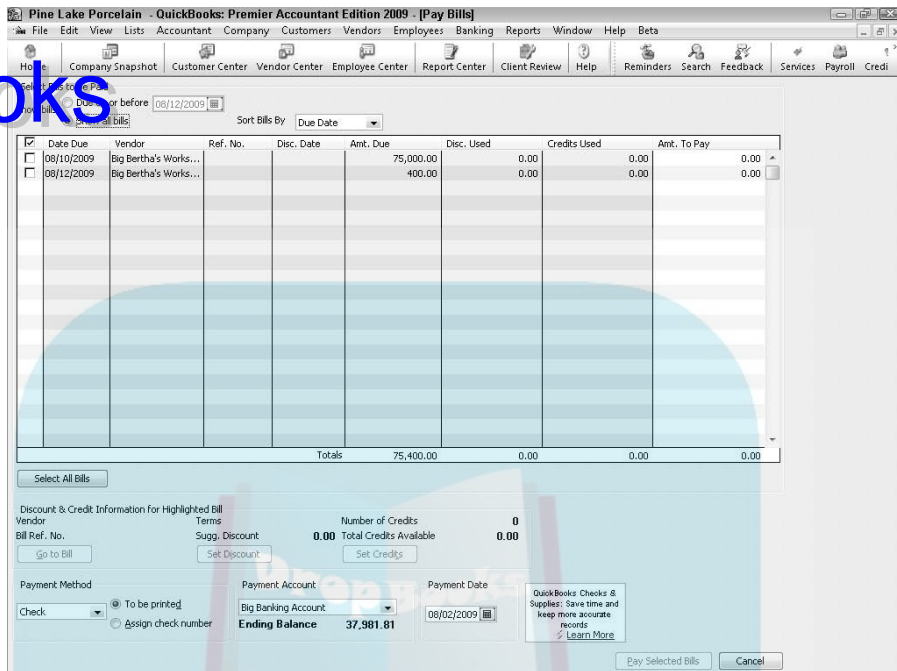 Pine Lake Porcelain - QuickBooks: Premier Accountant Edition 2009 - [Pay Bills]
File Edit View Lists Accountant Company Customers Vendors Employees Banking Reports Window Help Beta
Home Company Snapshot Customer Center Vendor Center Employee Center Report Center Client Review Help Reminders Search Feedback Services Payroll Credi
oks
Select Bills to be Paid
Show bills Due on or before 08/12/2009
Show all bills Sort Bills By Due Date
Date Due Vendor Ref. No. Disc. Date Amt. Due Disc. Used Credits Used Amt. To Pay
08/10/2009 Big Bertha's Works... 75,000.00 0.00 0.00 0.00
08/12/2009 Big Bertha's Works... 400.00 0.00 0.00 0.00
Totals 75,400.00 0.00 0.00 0.00
Select All Bills
Discount & Credit Information for Highlighted Bill
Vendor Terms Number of Credits 0
Bill Ref. No. Sugg. Discount 0.00 Total Credits Available 0.00
Go to Bill Set Discount Set Credits
DropBooks
Payment Method Payment Account Payment Date
Check To be printed Big Banking Account 08/02/2009
Assign check number Ending Balance 37,981.81
QuickBooks Checks &
Supplies: Save time and
keep more accurate
records
Learn More
Pay Selected Bills Cancel